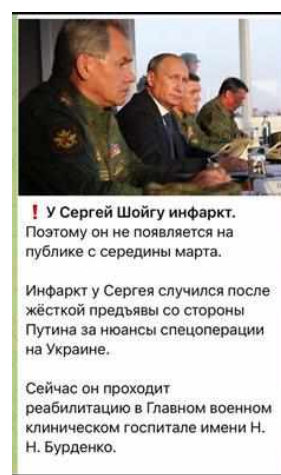 ❗ У Сергей Шойгу инфаркт.
Поэтому он не появляется на
публике с середины марта.
Инфаркт у Сергея случился после
жёсткой предъявы со стороны
Путина за нюансы спецоперации
на Украине.
Сейчас он проходит
реабилитацию в Главном военном
клиническом госпитале имени Н.
Н. Бурденко.